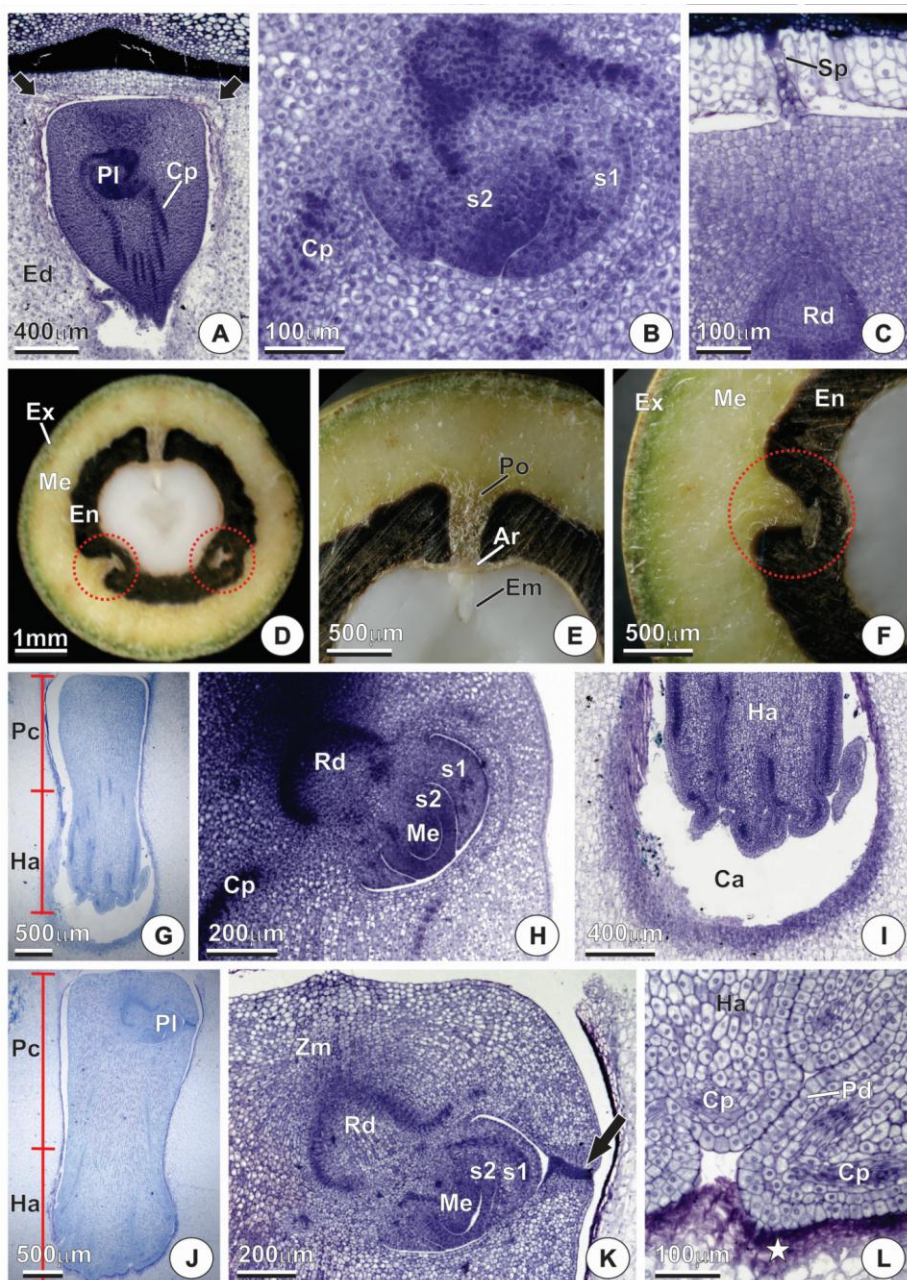 Pl
Cp
Ed
400µm
A
s1
s2
Cp
100µm
B
Sp
Rd
100µm
C
Ex
Me
En
1mm
D
Po
Ar
Em
500µm
E
Ex Me En
500µm
F
Pc
Ha
500µm
G
Rd
s1
s2
Me
Cp
200µm
H
Ha
Ca
400µm
I
Pc
Pl
Ha
500µm
J
Zm
Rd
s2 s1
Me
200µm
K
Ha
Pd
Cp
Cp
100µm
L